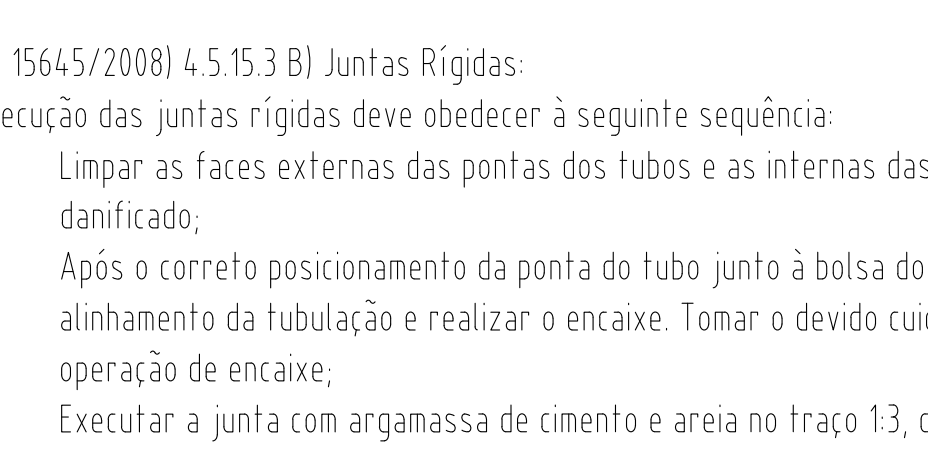 15645/2008) 4.5.15.3 B) Juntas Rígidas:
ecução das juntas rígidas deve obedecer à seguinte sequência:
Limpar as faces externas das pontas dos tubos e as internas das
danificado;
Após o correto posicionamento da ponta do tubo junto à bolsa do
alinhamento da tubulação e realizar o encaixe. Tomar o devido
operação de encaixe;
Executar a junta com argamassa de cimento e areia no traço 1:3,